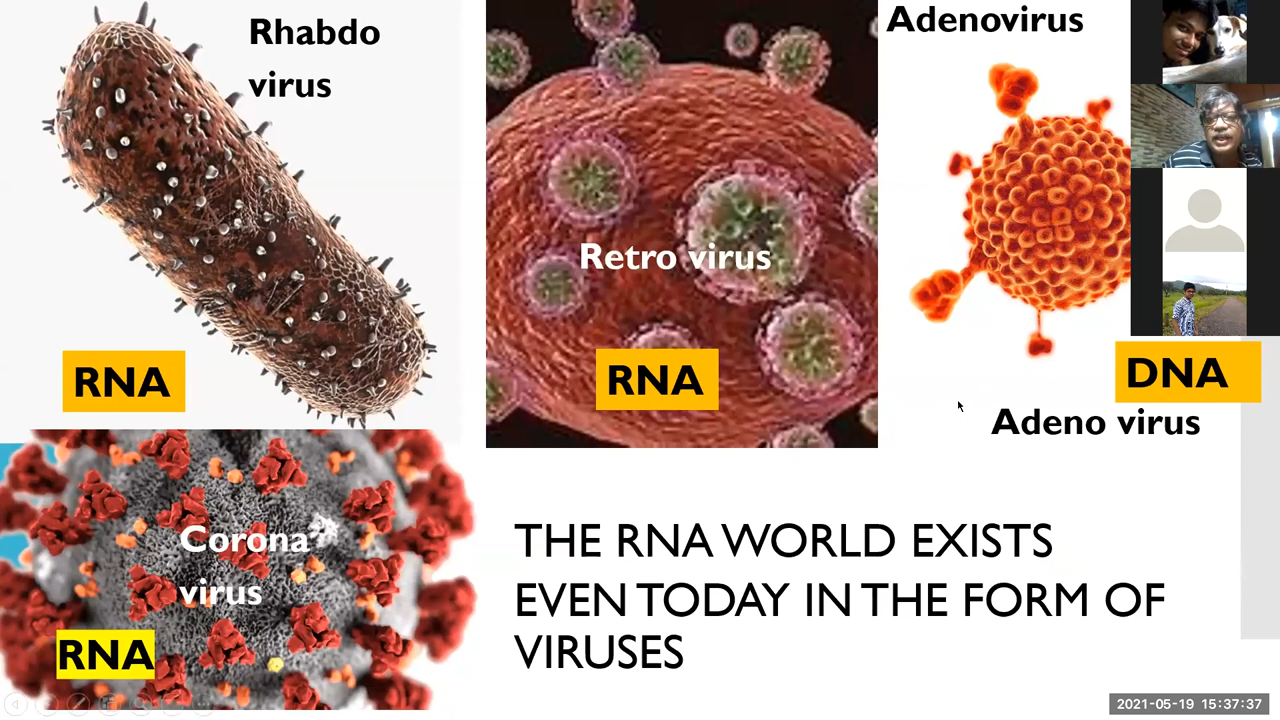 Rhabdo
virus
RNA
Retro virus
RNA
Adenovirus
DNA
Adeno virus
Corona
virus
RNA
THE RNA WORLD EXISTS
EVEN TODAY IN THE FORM OF
VIRUSES
2021-05-19 15:37:37